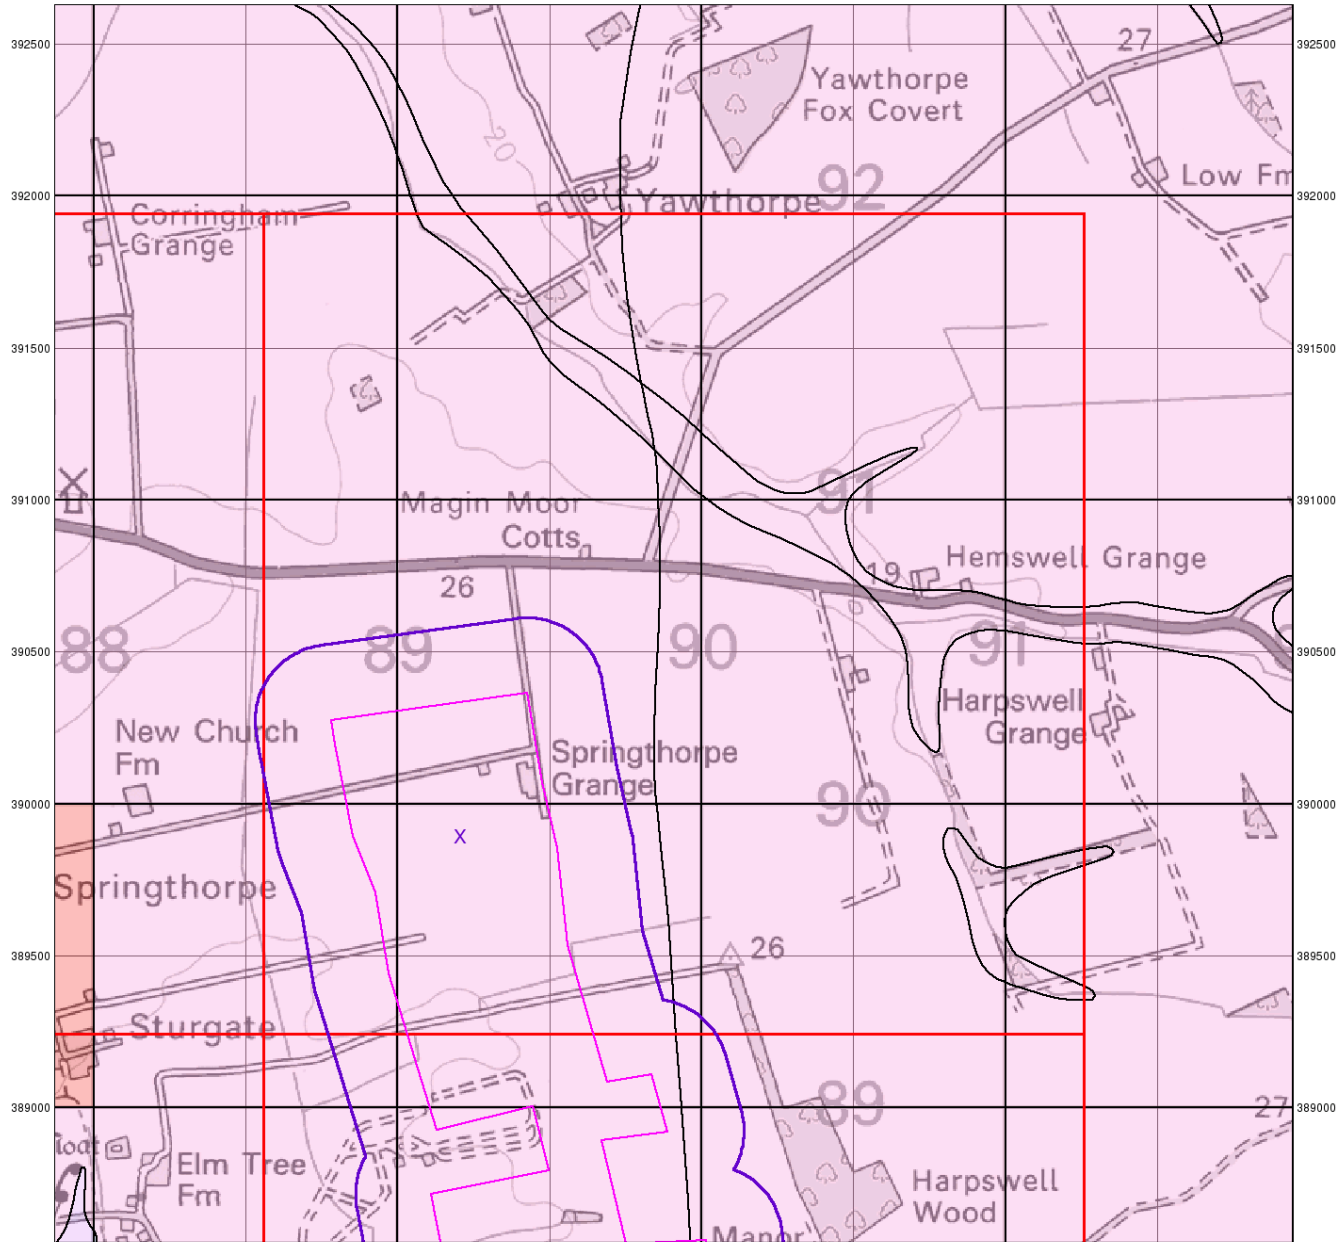 392500
392500
27
Yawthorpe
Fox Covert
20
Low Fm
392000
392000
92
Yawthorpe
Corringham
Grange
391500
391500
91
391000
391000
Magin Moor
Cotts
Hemswell Grange
19
26
88
89
90
91
390500
390500
Harpswell
Grange
New Church
Fm
Springthorpe
Grange
390000
390000
90
X
Springthorpe
26
389500
389500
Sturgate
389000
389000
89
27
Elm Tree
Fm
Harpswell
Wood
Manor